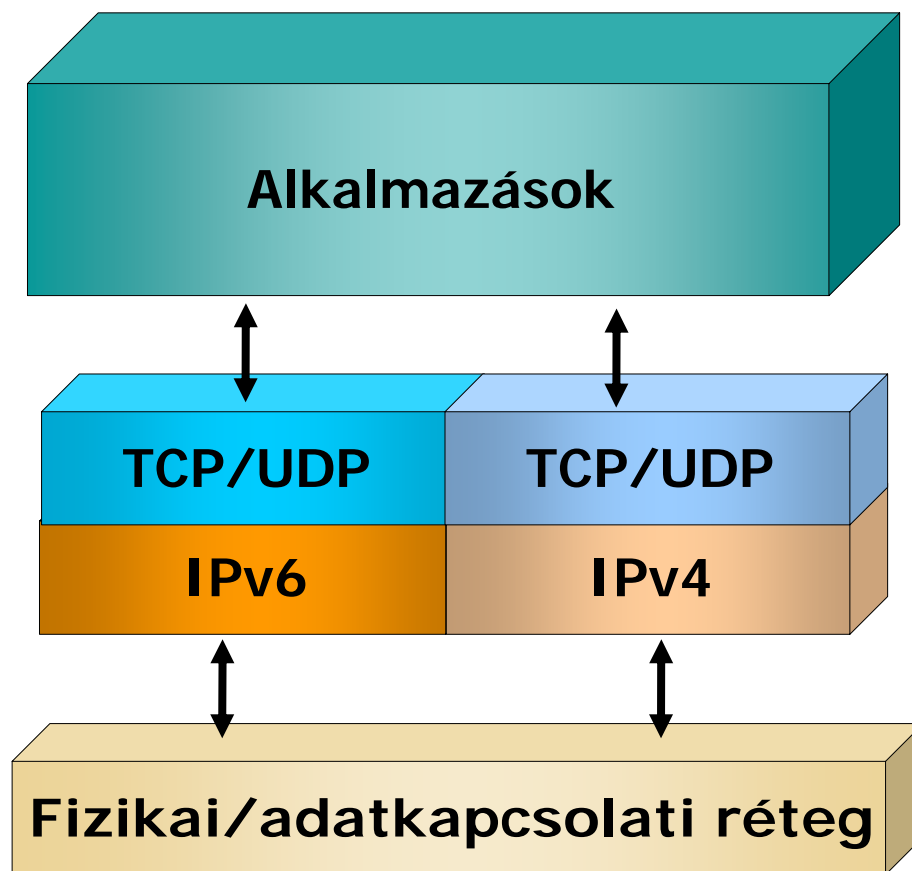 Alkalmazások
TCP/UDP TCP/UDP
IPv6 IPv4
Fizikai/adatkapcsolati réteg